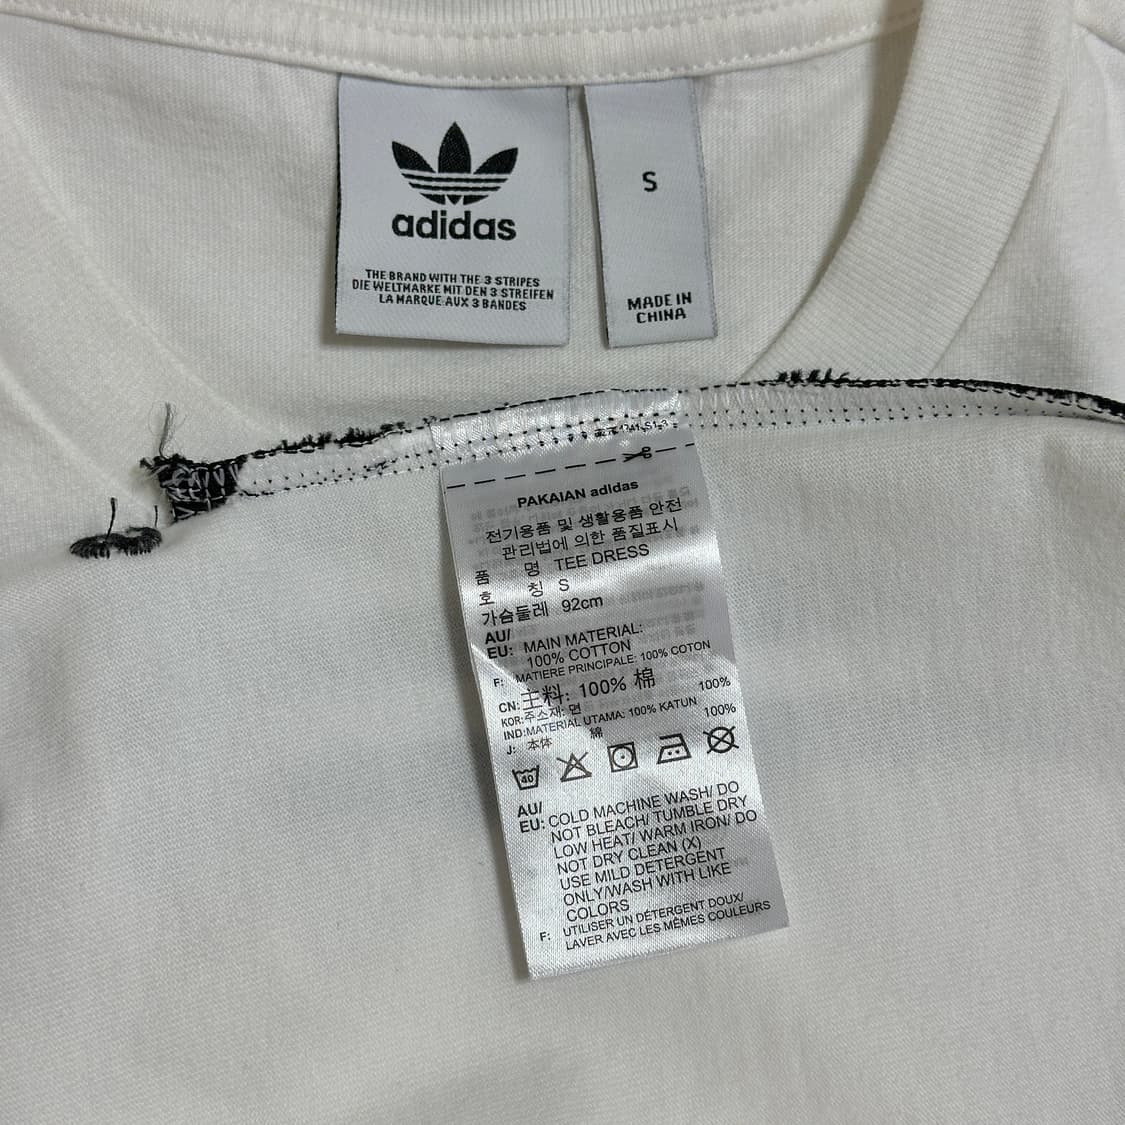 adidas
THE BRAND WITH THE 3 STRIPES
DIE WELTMARKE MIT DEN 3 STREIFEN
LA MARQUE AUX 3 BANDES
S
MADE IN
CHINA
PAKAIAN adidas
전기용품 및 생활용품 안전
관리법에 의한 품질표시
품 명 TEE DRESS
호 칭 S
가슴둘레 92cm
AU/
EU: MAIN MATERIAL:
100% COTTON
F: MATIERE PRINCIPALE: 100% COTON
CN: 主料: 100% 棉
KOR: 주소재: 면 100%
IND: MATERIAL UTAMA: 100% KATUN
J: 本体 綿 100%
40
AU/
EU: COLD MACHINE WASH/ DO
NOT BLEACH/ TUMBLE DRY
LOW HEAT/ WARM IRON/ DO
NOT DRY CLEAN (X)
USE MILD DETERGENT
ONLY/WASH WITH LIKE
COLORS
F: UTILISER UN DÉTERGENT DOUX/
LAVER AVEC LES MÊMES COULEURS